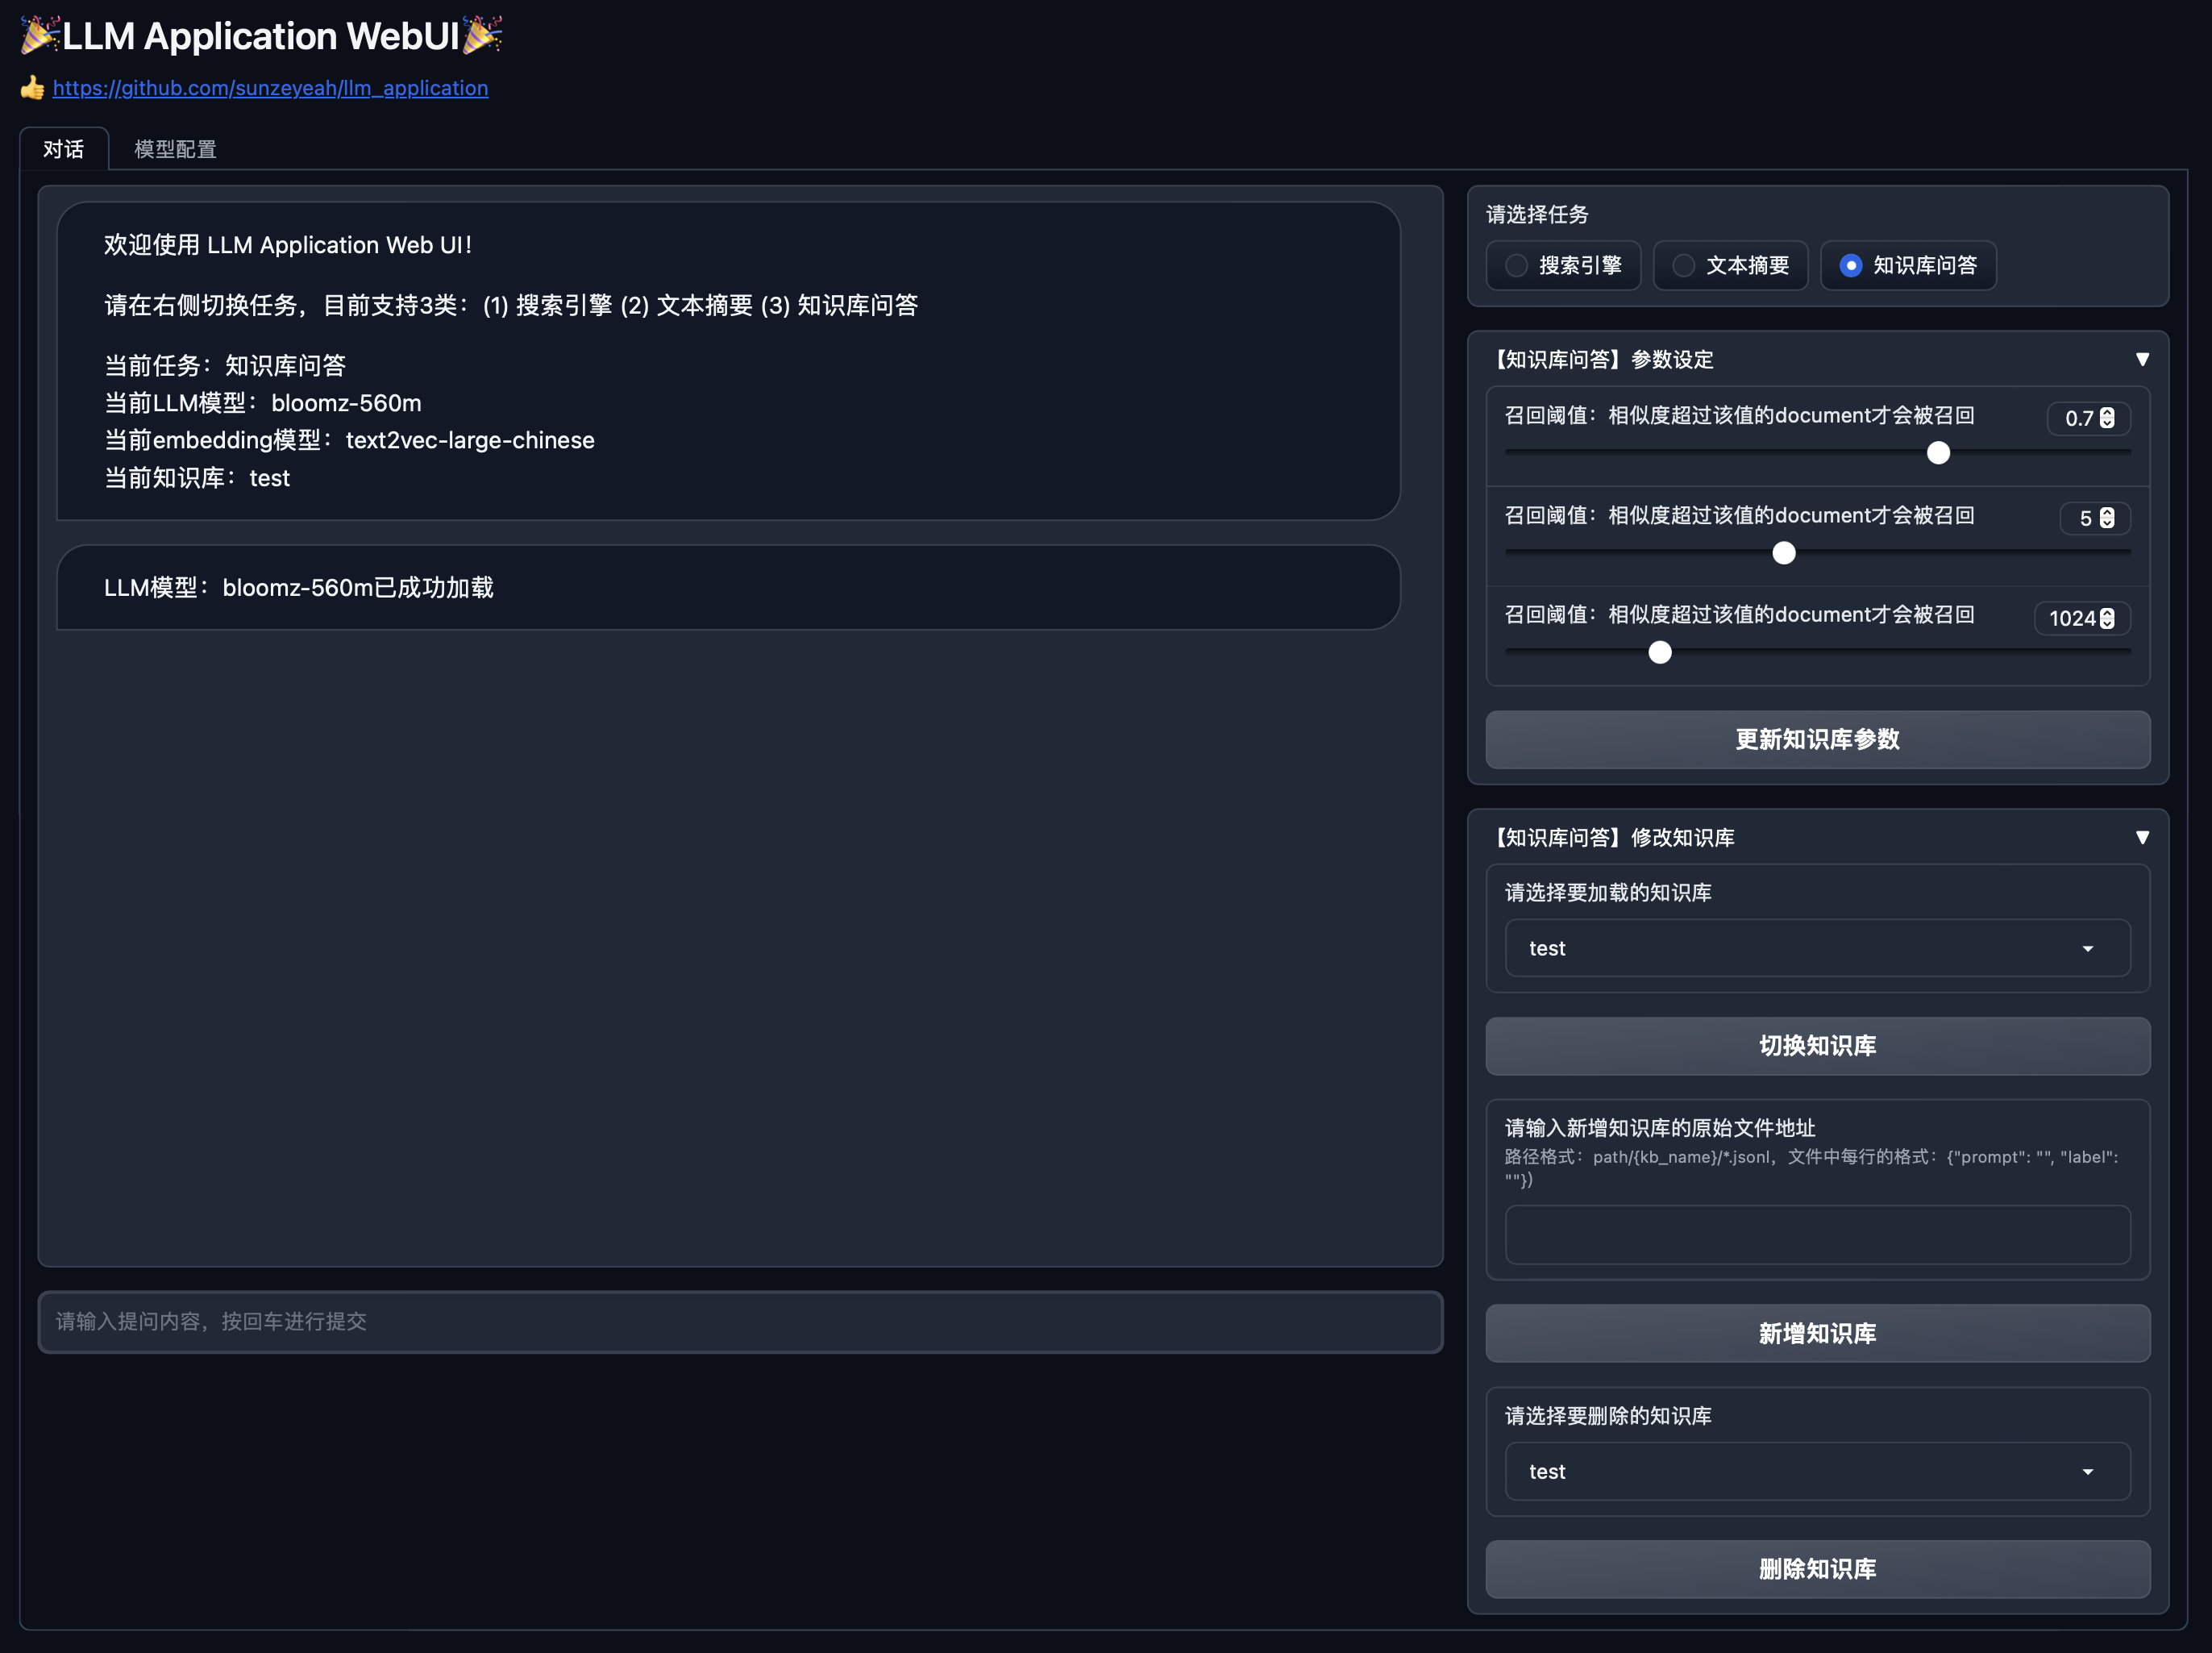 🎉LLM Application WebUI🎉
👍 https://github.com/sunzeyeah/llm_application
对话
模型配置
欢迎使用 LLM Application Web UI！
请在右侧切换任务，目前支持3类：(1) 搜索引擎 (2) 文本摘要 (3) 知识库问答
当前任务：知识库问答
当前LLM模型：bloomz-560m
当前embedding模型：text2vec-large-chinese
当前知识库：test
LLM模型：bloomz-560m已成功加载
请输入提问内容，按回车进行提交
请选择任务
搜索引擎
文本摘要
知识库问答
【知识库问答】参数设定
▼
召回阈值：相似度超过该值的document才会被召回
0.7
召回阈值：相似度超过该值的document才会被召回
5
召回阈值：相似度超过该值的document才会被召回
1024
更新知识库参数
【知识库问答】修改知识库
▼
请选择要加载的知识库
test
切换知识库
请输入新增知识库的原始文件地址
路径格式：path/{kb_name}/*.jsonl，文件中每行的格式：{"prompt": "", "label":
""})
新增知识库
请选择要删除的知识库
test
删除知识库